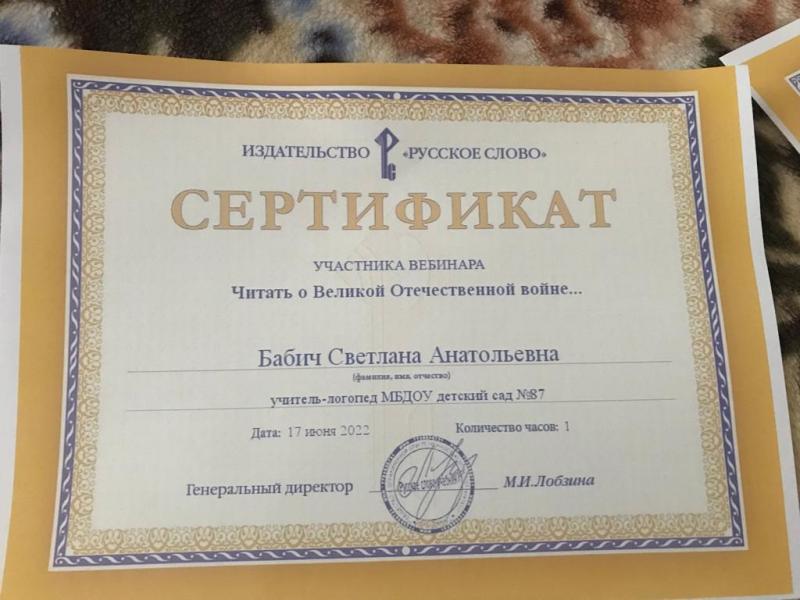 ИЗДАТЕЛЬСТВО РС «РУССКОЕ СЛОВО»
СЕРТИФИКАТ
УЧАСТНИКА ВЕБИНАРА
Читать о Великой Отечественной войне...
Бабич Светлана Анатольевна
(фамилия, имя, отчество)
учитель-логопед МБДОУ детский сад №87
Дата: 17 июня 2022 Количество часов: 1
Генеральный директор М.И.Лобзина